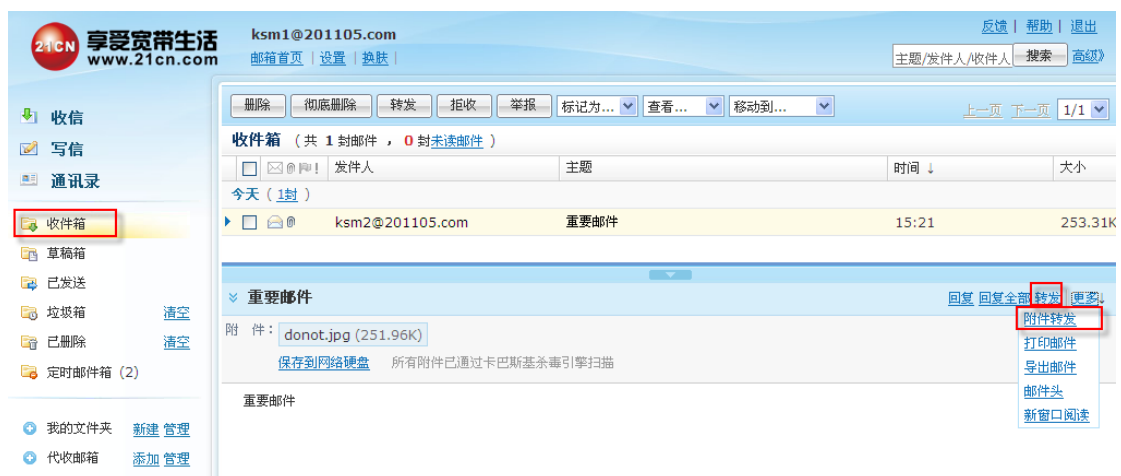 21CN 享受宽带生活
www.21cn.com
ksm1@201105.com
邮箱首页 | 设置 | 换肤 |
反馈 | 帮助 | 退出
主题/发件人/收件人 搜索 高级》
收信
写信
通讯录
收件箱
草稿箱
已发送
垃圾箱 清空
已删除 清空
定时邮件箱 (2)
我的文件夹 新建 管理
代收邮箱 添加 管理
删除 彻底删除 转发 拒收 举报 标记为... 查看... 移动到... 上一页 下一页 1/1
收件箱 (共 1 封邮件 , 0 封未读邮件 )
发件人 主题 时间 ↓ 大小
今天 ( 1封 )
ksm2@201105.com 重要邮件 15:21 253.31K
重要邮件 回复 回复全部 转发 更多↓
附 件: donot.jpg (251.96K)
保存到网络硬盘 所有附件已通过卡巴斯基杀毒引擎扫描
重要邮件
附件转发
打印邮件
导出邮件
邮件头
新窗口阅读